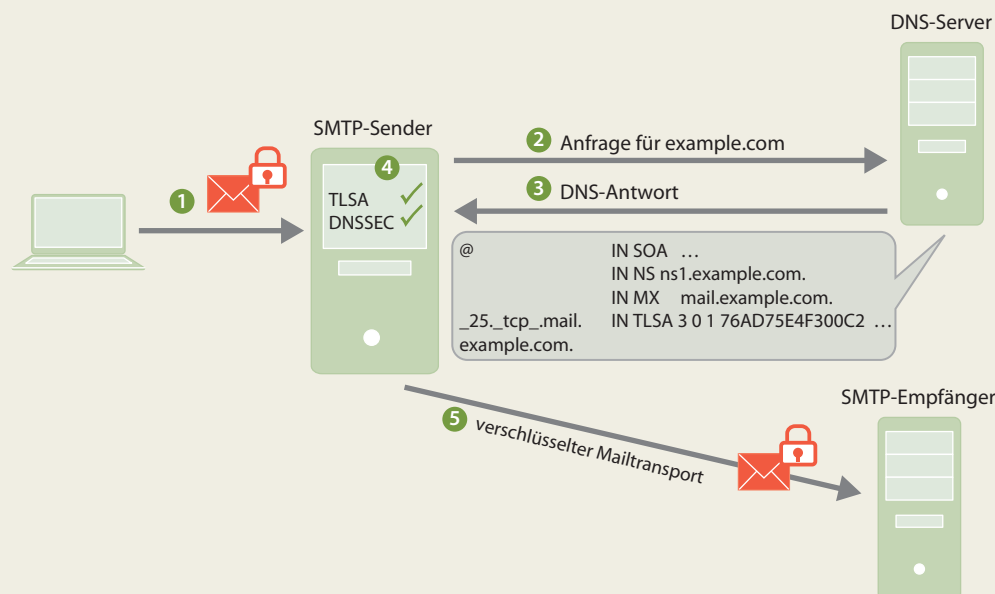 DNS-Server
SMTP-Sender
2 Anfrage für example.com
4
1
TLSA
DNSSEC
3 DNS-Antwort
@ IN SOA …
IN NS ns1.example.com.
IN MX mail.example.com.
_25._tcp_.mail. IN TLSA 3 0 1 76AD75E4F300C2 …
example.com.
SMTP-Empfänger
5 verschlüsselter Mailtransport